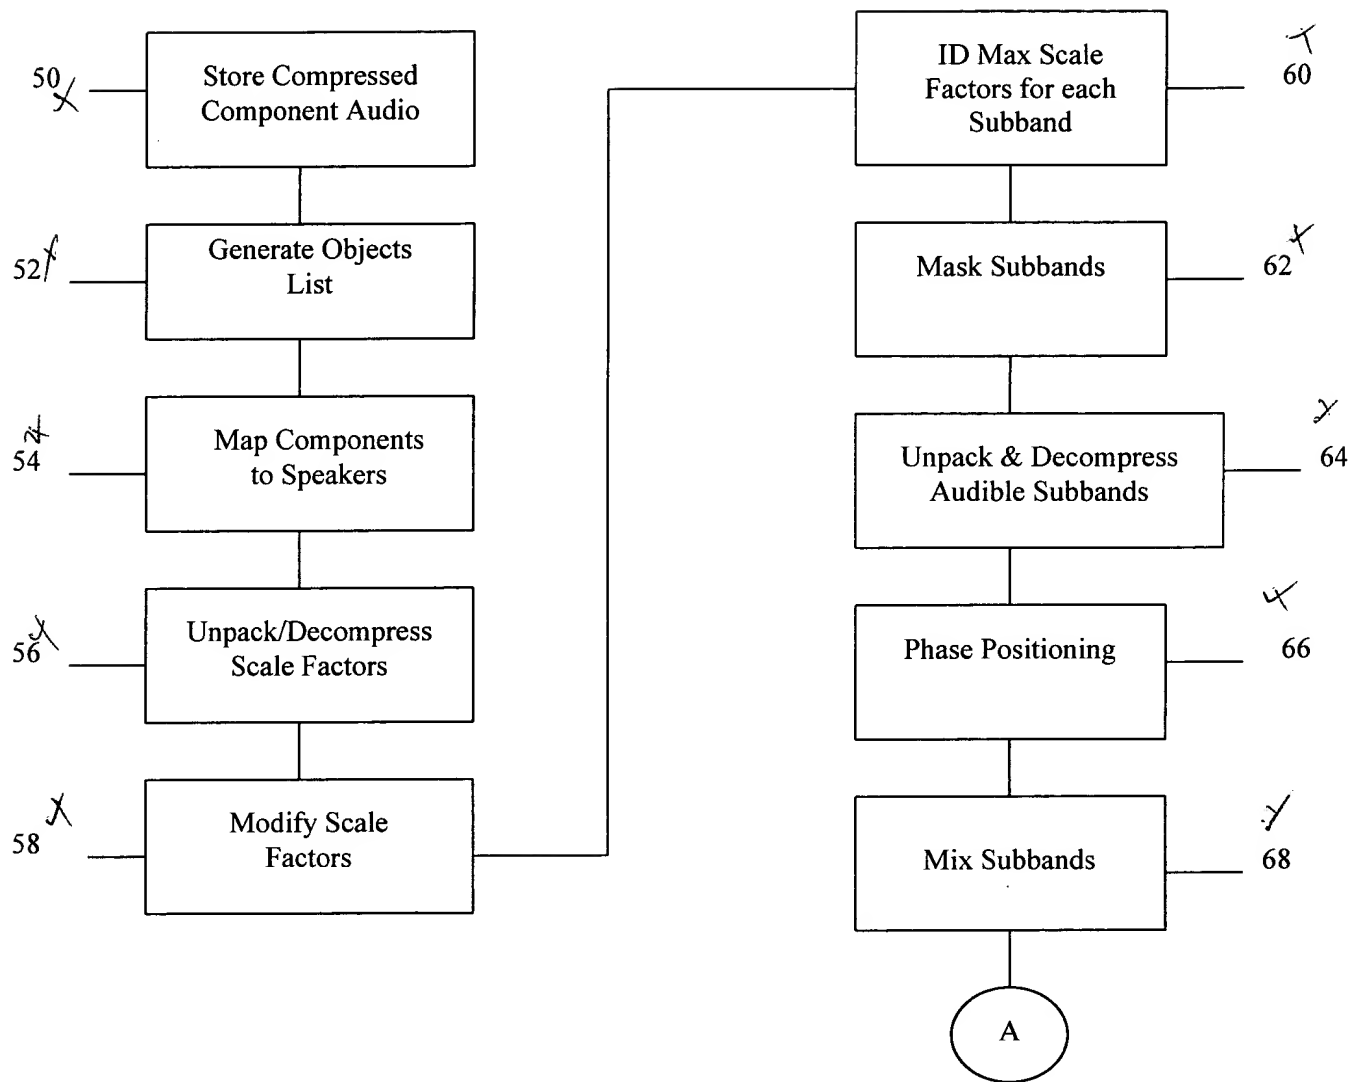 50
Store Compressed
Component Audio
52
Generate Objects
List
54
Map Components
to Speakers
56
Unpack/Decompress
Scale Factors
58
Modify Scale
Factors
ID Max Scale
Factors for each
Subband
60
Mask Subbands
62
Unpack & Decompress
Audible Subbands
64
Phase Positioning
66
Mix Subbands
68
A